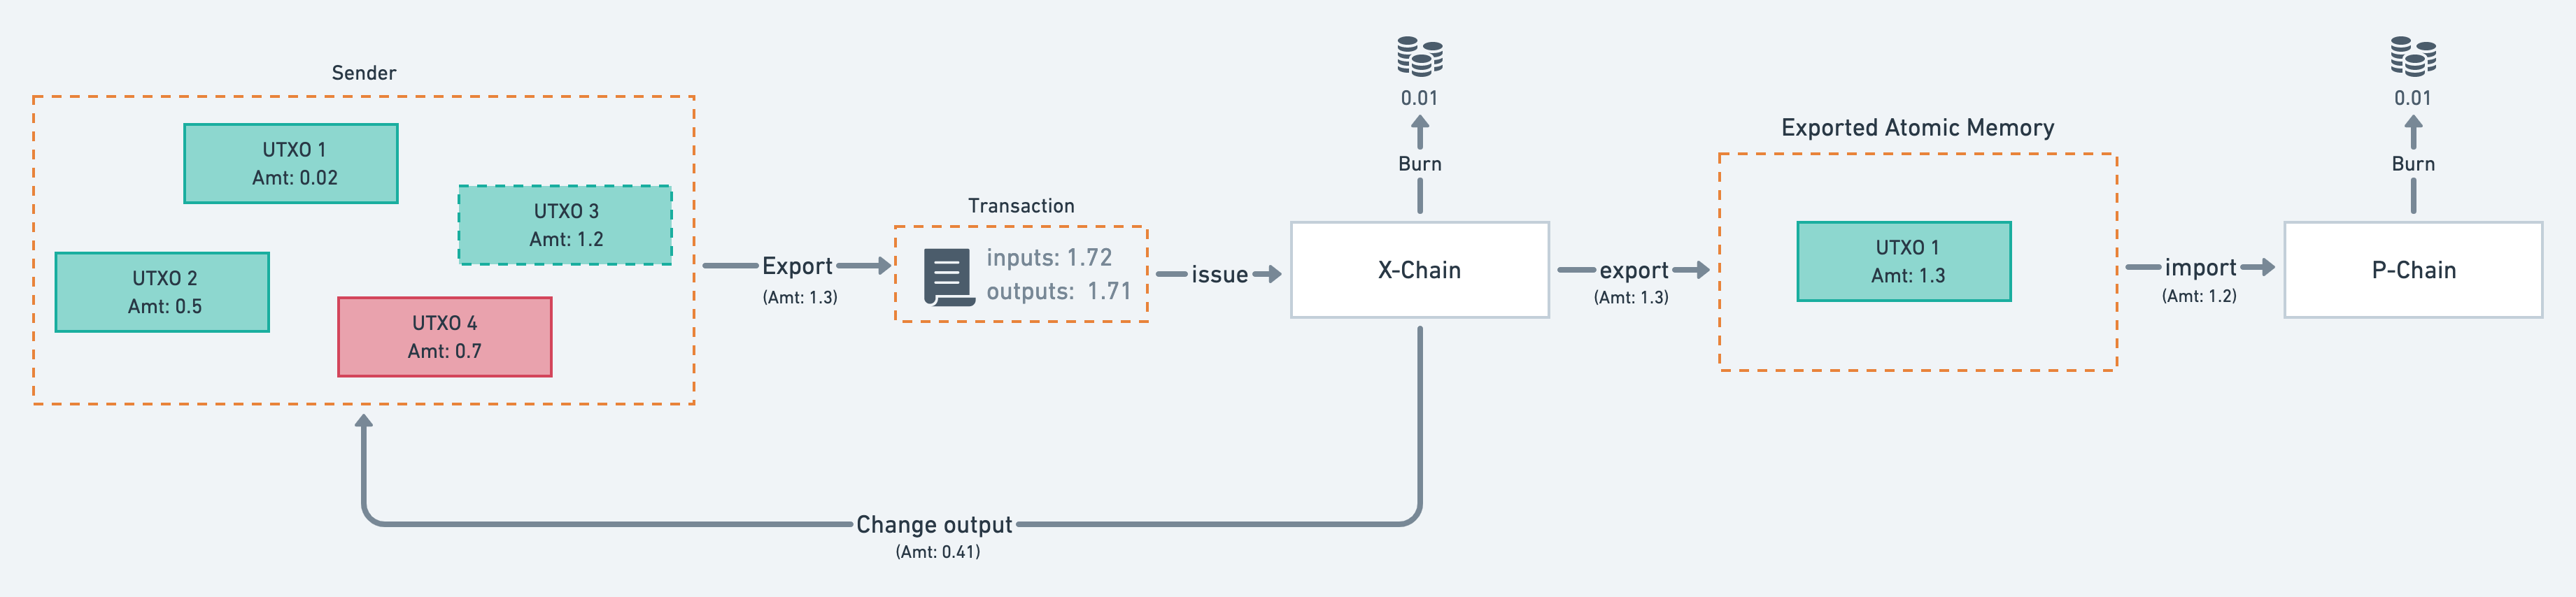 Sender
UTXO 1
Amt: 0.02
UTXO 3
Amt: 1.2
UTXO 2
Amt: 0.5
UTXO 4
Amt: 0.7
Export
(Amt: 1.3)
Transaction
inputs: 1.72
outputs: 1.71
issue
0.01
Burn
X-Chain
Change output
(Amt: 0.41)
export
(Amt: 1.3)
Exported Atomic Memory
UTXO 1
Amt: 1.3
import
(Amt: 1.2)
0.01
Burn
P-Chain